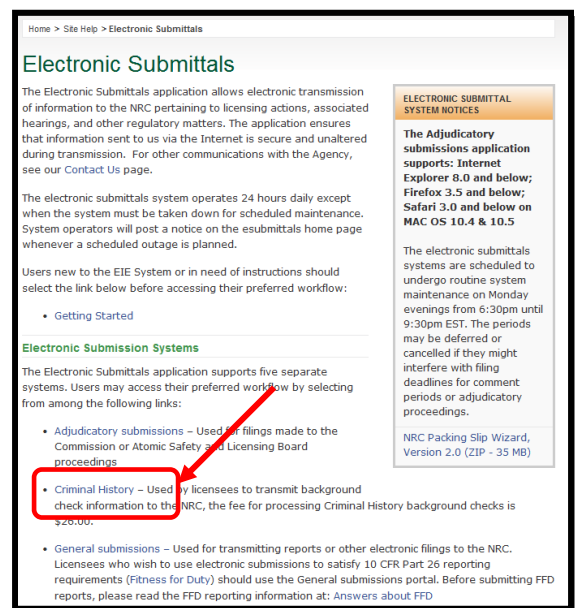 Home > Site Help > Electronic Submittals
Electronic Submittals
The Electronic Submittals application allows electronic transmission
of information to the NRC pertaining to licensing actions, associated
hearings, and other regulatory matters. The application ensures
that information sent to us via the Internet is secure and unaltered
during transmission. For other communications with the Agency,
see our Contact Us page.
The electronic submittals system operates 24 hours daily except
when the system must be taken down for scheduled maintenance.
System operators will post a notice on the esubmittals home page
whenever a scheduled outage is planned.
Users new to the EIE System or in need of instructions should
select the link below before accessing their preferred workflow:
• Getting Started
Electronic Submission Systems
The Electronic Submittals application supports five separate
systems. Users may access their preferred workflow by selecting
from among the following links:
• Adjudicatory submissions – Used for filings made to the
Commission or Atomic Safety and Licensing Board
proceedings
• Criminal History – Used by licensees to transmit background
check information to the NRC, the fee for processing Criminal History background checks is
$26.00.
• General submissions – Used for transmitting reports or other electronic filings to the NRC.
Licensees who wish to use electronic submissions to satisfy 10 CFR Part 26 reporting
requirements (Fitness for Duty) should use the General submissions portal. Before submitting FFD
reports, please read the FFD reporting information at: Answers about FFD
ELECTRONIC SUBMITTAL
SYSTEM NOTICES
The Adjudicatory
submissions application
supports: Internet
Explorer 8.0 and below;
Firefox 3.5 and below;
Safari 3.0 and below on
MAC OS 10.4 & 10.5
The electronic submittals
systems are scheduled to
undergo routine system
maintenance on Monday
evenings from 6:30pm until
9:30pm EST. The periods
may be deferred or
cancelled if they might
interfere with filing
deadlines for comment
periods or adjudicatory
proceedings.
NRC Packing Slip Wizard,
Version 2.0 (ZIP - 35 MB)